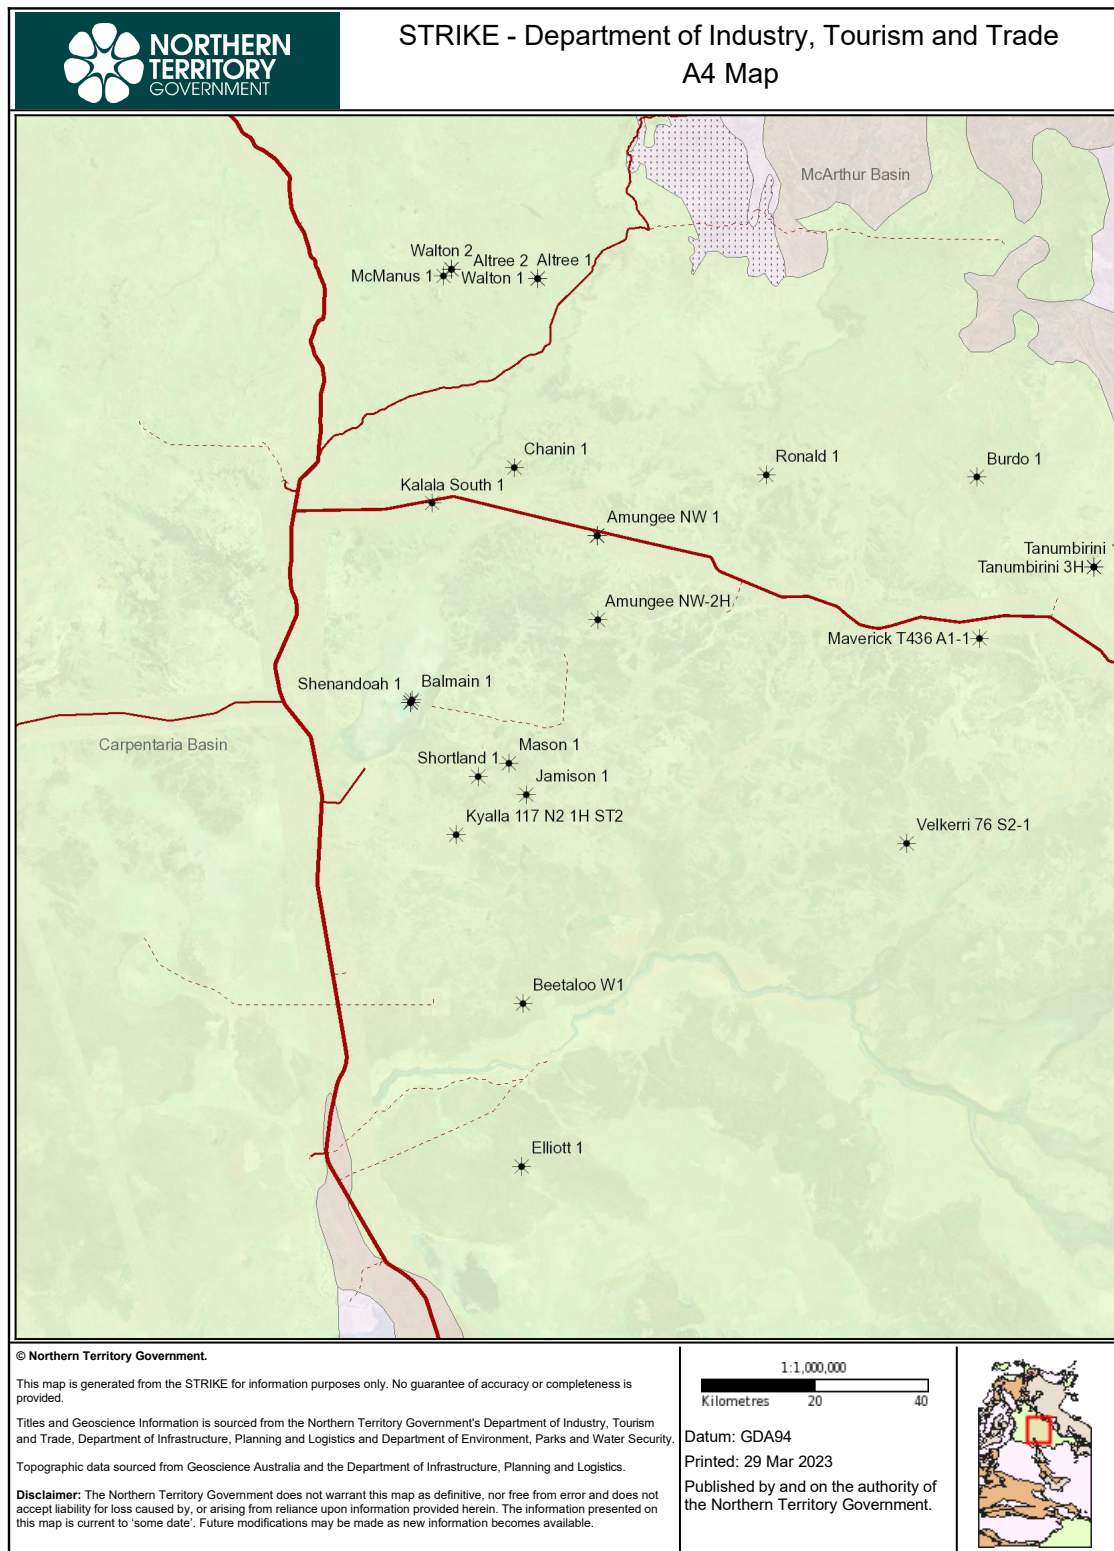 NORTHERN
TERRITORY
GOVERNMENT
STRIKE - Department of Industry, Tourism and Trade
A4 Map
McArthur Basin
Walton 2
Altree 2
Altree 1
McManus 1
Walton 1
Chanin 1
Ronald 1
Burdo 1
Kalala South 1
Amungee NW 1
Tanumbirini 1
Tanumbirini 3H
Amungee NW-2H
Maverick T436 A1-1
Shenandoah 1
Balmain 1
Carpentaria Basin
Mason 1
Shortland 1
Jamison 1
Kyalla 117 N2 1H ST2
Velkerri 76 S2-1
Beetaloo W1
Elliott 1
© Northern Territory Government.
This map is generated from the STRIKE for information purposes only. No guarantee of accuracy or completeness is
provided.
Titles and Geoscience Information is sourced from the Northern Territory Government's Department of Industry, Tourism
and Trade, Department of Infrastructure, Planning and Logistics and Department of Environment, Parks and Water Security.
Topographic data sourced from Geoscience Australia and the Department of Infrastructure, Planning and Logistics.
Disclaimer: The Northern Territory Government does not warrant this map as definitive, nor free from error and does not
accept liability for loss caused by, or arising from reliance upon information provided herein. The information presented on
this map is current to 'some date'. Future modifications may be made as new information becomes available.
1:1,000,000
Kilometres 20 40
Datum: GDA94
Printed: 29 Mar 2023
Published by and on the authority of
the Northern Territory Government.